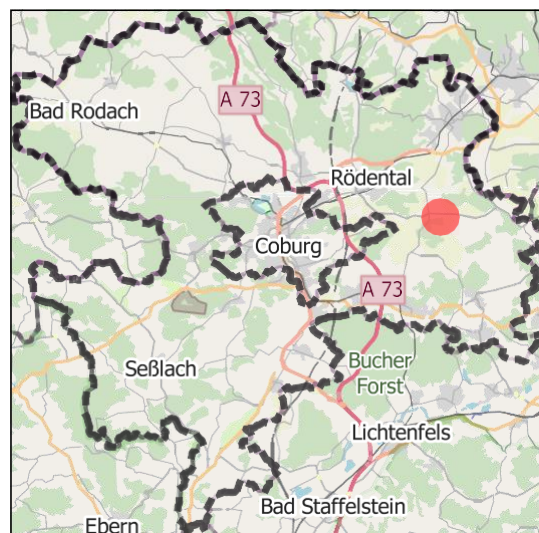 Bad Rodach
A 73
Rödental
Coburg
A 73
Seßlach
Bucher
Forst
Lichtenfels
Bad Staffelstein
Ebern